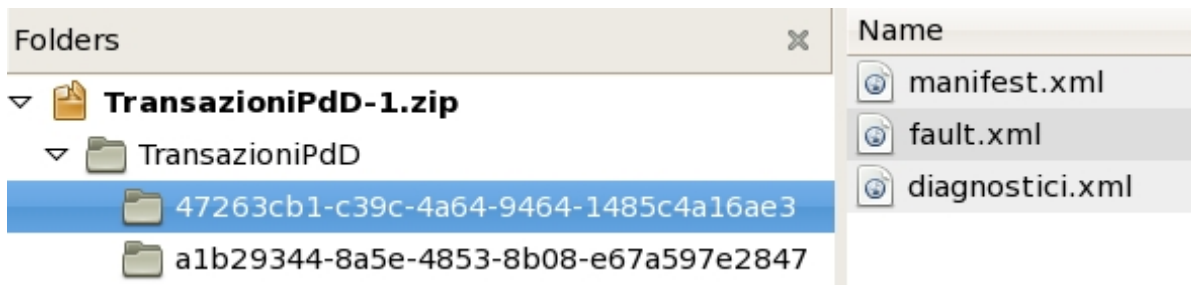 Folders
TransazioniPdD-1.zip
TransazioniPdD
47263cb1-c39c-4a64-9464-1485c4a16ae3
a1b29344-8a5e-4853-8b08-e67a597e2847
Name
manifest.xml
fault.xml
diagnostici.xml